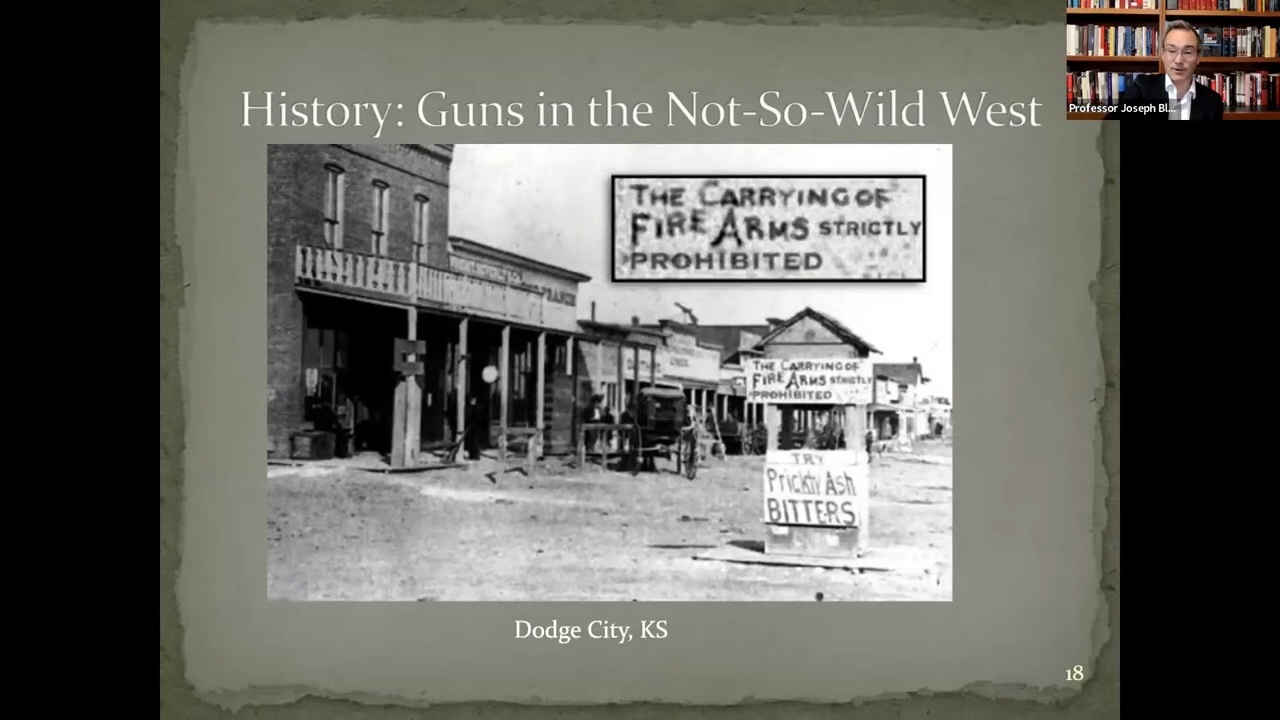 History: Guns in the Not-So-Wild West
Professor Joseph Bl...
THE CARRYING OF
FIRE ARMS STRICTLY
PROHIBITED
THE CARRYING OF
FIRE ARMS STRICTLY
PROHIBITED
TRY
Prickly Ash
BITTERS
Dodge City, KS
18